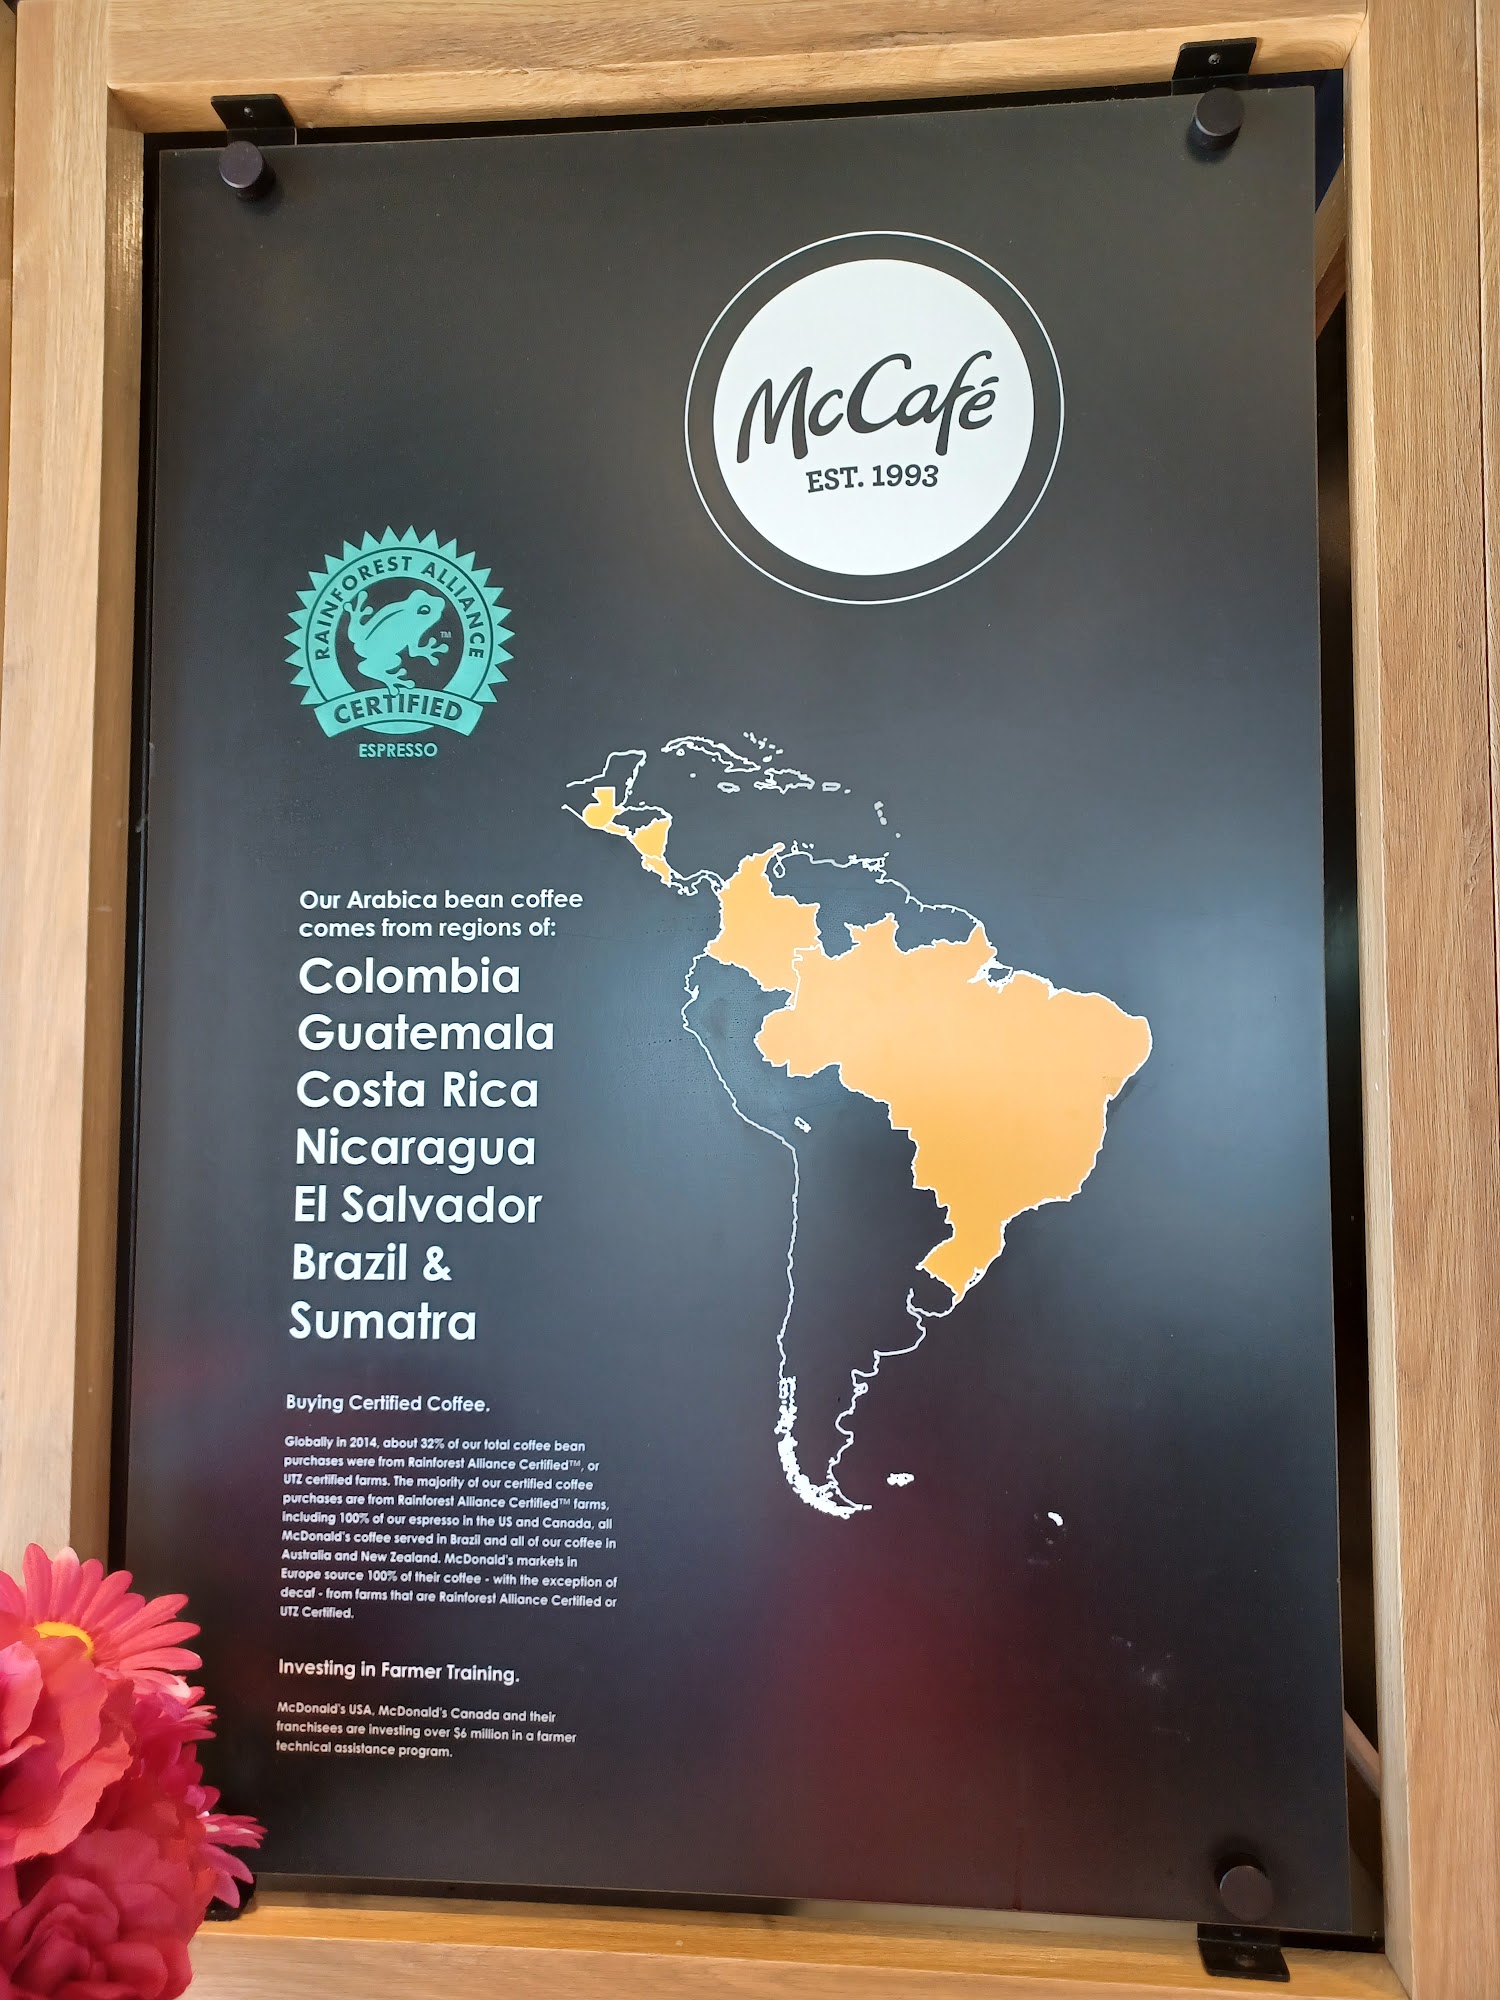 McCafé
EST. 1993
RAINFOREST ALLIANCE
TM
CERTIFIED
ESPRESSO
Our Arabica bean coffee
comes from regions of:
Colombia
Guatemala
Costa Rica
Nicaragua
El Salvador
Brazil &
Sumatra
Buying Certified Coffee.
Globally in 2014, about 32% of our total coffee bean
purchases were from Rainforest Alliance Certified™, or
UTZ certified farms. The majority of our certified coffee
purchases are from Rainforest Alliance Certified™ farms,
including 100% of our espresso in the US and Canada, all
McDonald's coffee served in Brazil and all of our coffee in
Australia and New Zealand. McDonald's markets in
Europe source 100% of their coffee - with the exception of
decaf - from farms that are Rainforest Alliance Certified or
UTZ Certified.
Investing in Farmer Training.
McDonald's USA, McDonald's Canada and their
franchisees are investing over $6 million in a farmer
technical assistance program.